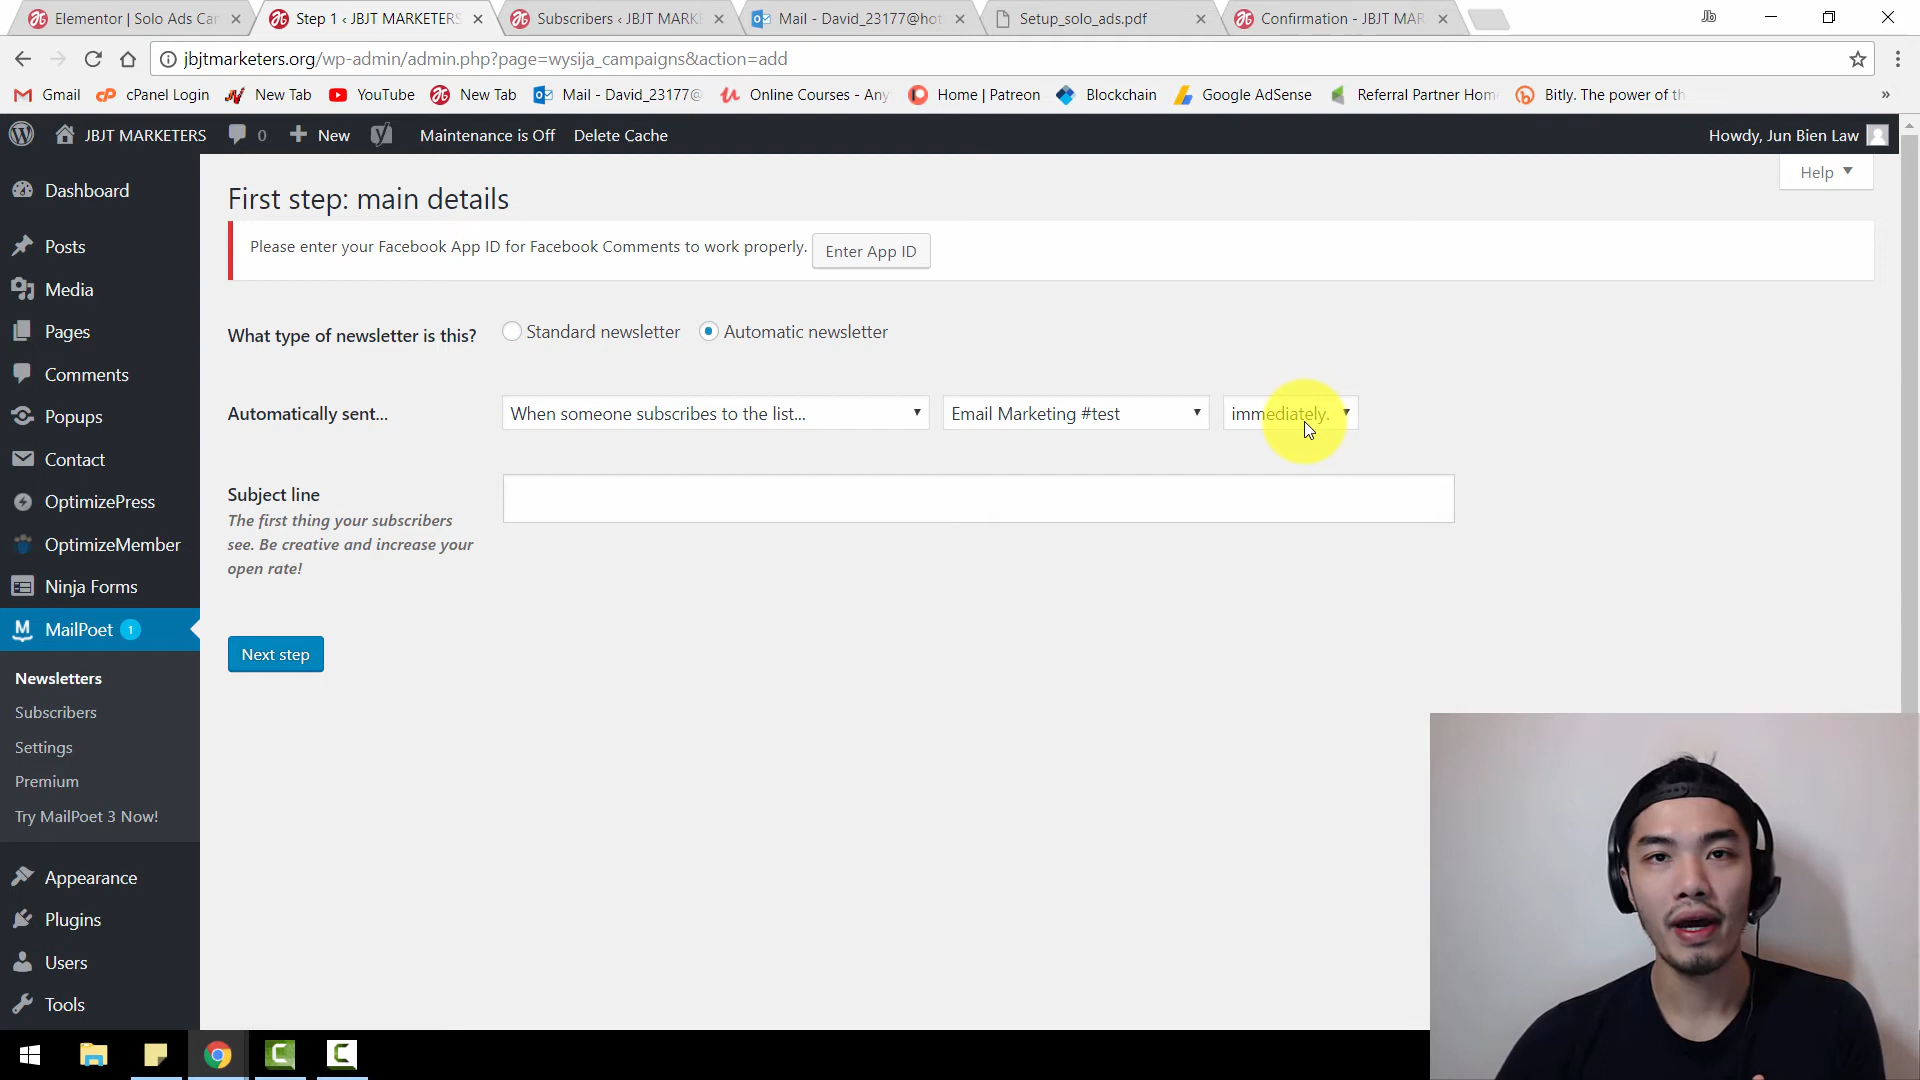 Elementor | Solo Ads Car
Step 1 ‹ JBJT MARKETERS
Subscribers ‹ JBJT MARKE
Mail - David_23177@hot
Setup_solo_ads.pdf
Confirmation - JBJT MAR
Jb
jbjtmarketers.org/wp-admin/admin.php?page=wysija_campaigns&action=add
Gmail
cPanel Login
New Tab
YouTube
New Tab
Mail - David_23177@
Online Courses - Any
Home | Patreon
Blockchain
Google AdSense
Referral Partner Home
Bitly. The power of th
»
JBJT MARKETERS
0
New
Maintenance is Off
Delete Cache
Howdy, Jun Bien Law
Help
Dashboard
Posts
Media
Pages
Comments
Popups
Contact
OptimizePress
OptimizeMember
Ninja Forms
MailPoet 1
Newsletters
Subscribers
Settings
Premium
Try MailPoet 3 Now!
Appearance
Plugins
Users
Tools
First step: main details
Please enter your Facebook App ID for Facebook Comments to work properly. Enter App ID
What type of newsletter is this? Standard newsletter Automatic newsletter
Automatically sent... When someone subscribes to the list... Email Marketing #test immediately.
Subject line
The first thing your subscribers
see. Be creative and increase your
open rate!
Next step